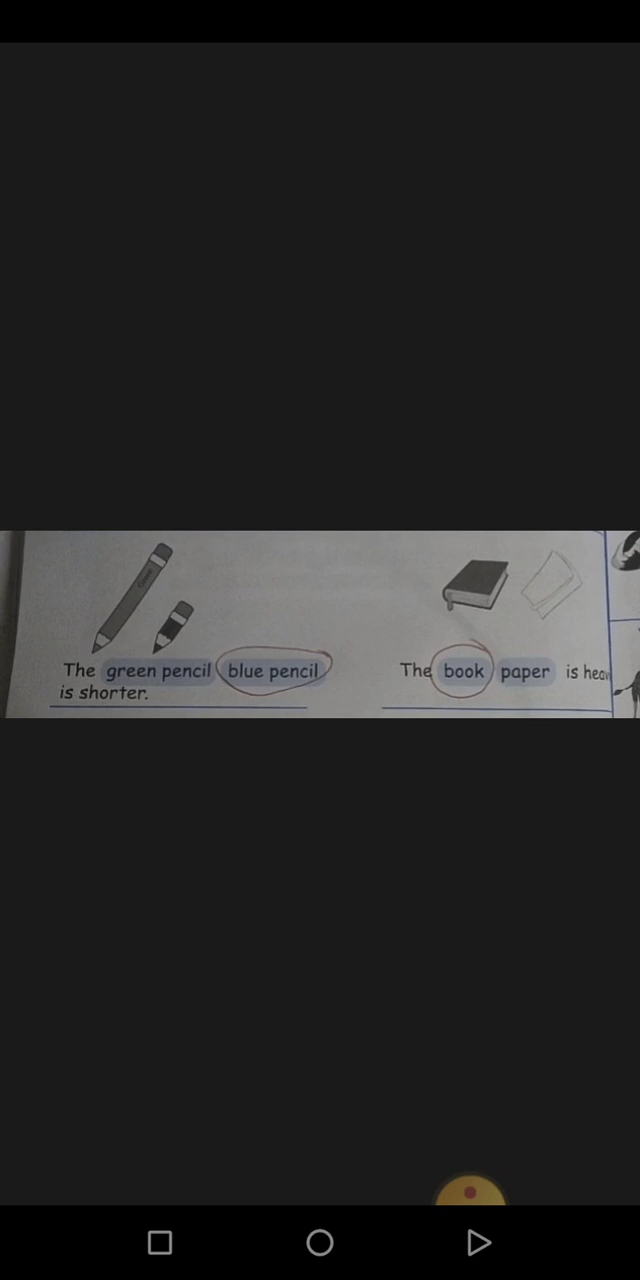 The green pencil blue pencil
is shorter.
The book paper is